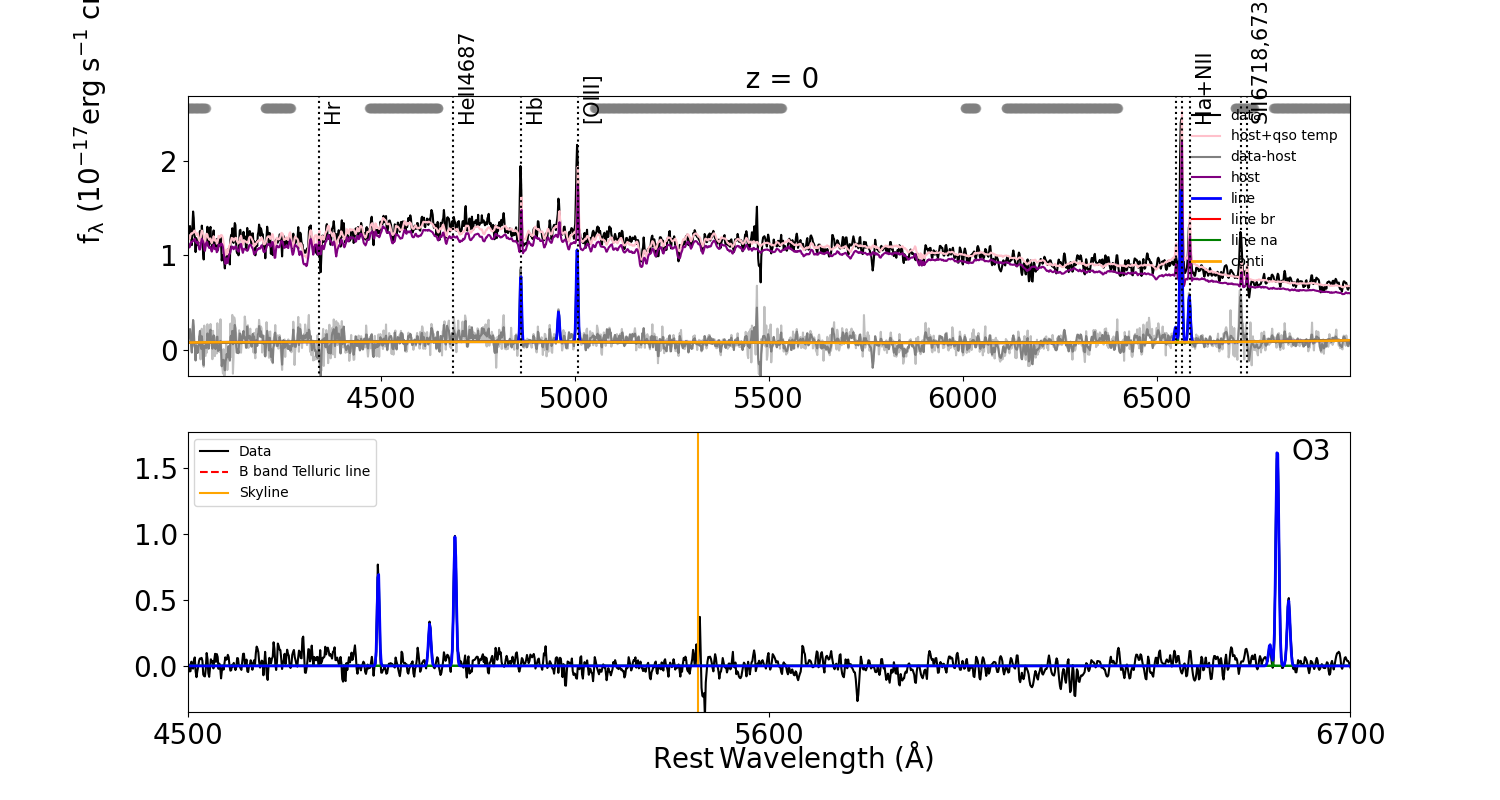 z = 0
f_λ (10⁻¹⁷ erg s⁻¹
Hr
HeII4687
Hb
[OIII]
Ha+NII
SII6718,673
data
host+qso temp
data-host
host
line
line br
line na
conti
2
1
0
4500 5000 5500 6000 6500
Data
B band Telluric line
Skyline
O3
1.5
1.0
0.5
0.0
4500 5600 6700
Rest Wavelength (Å)